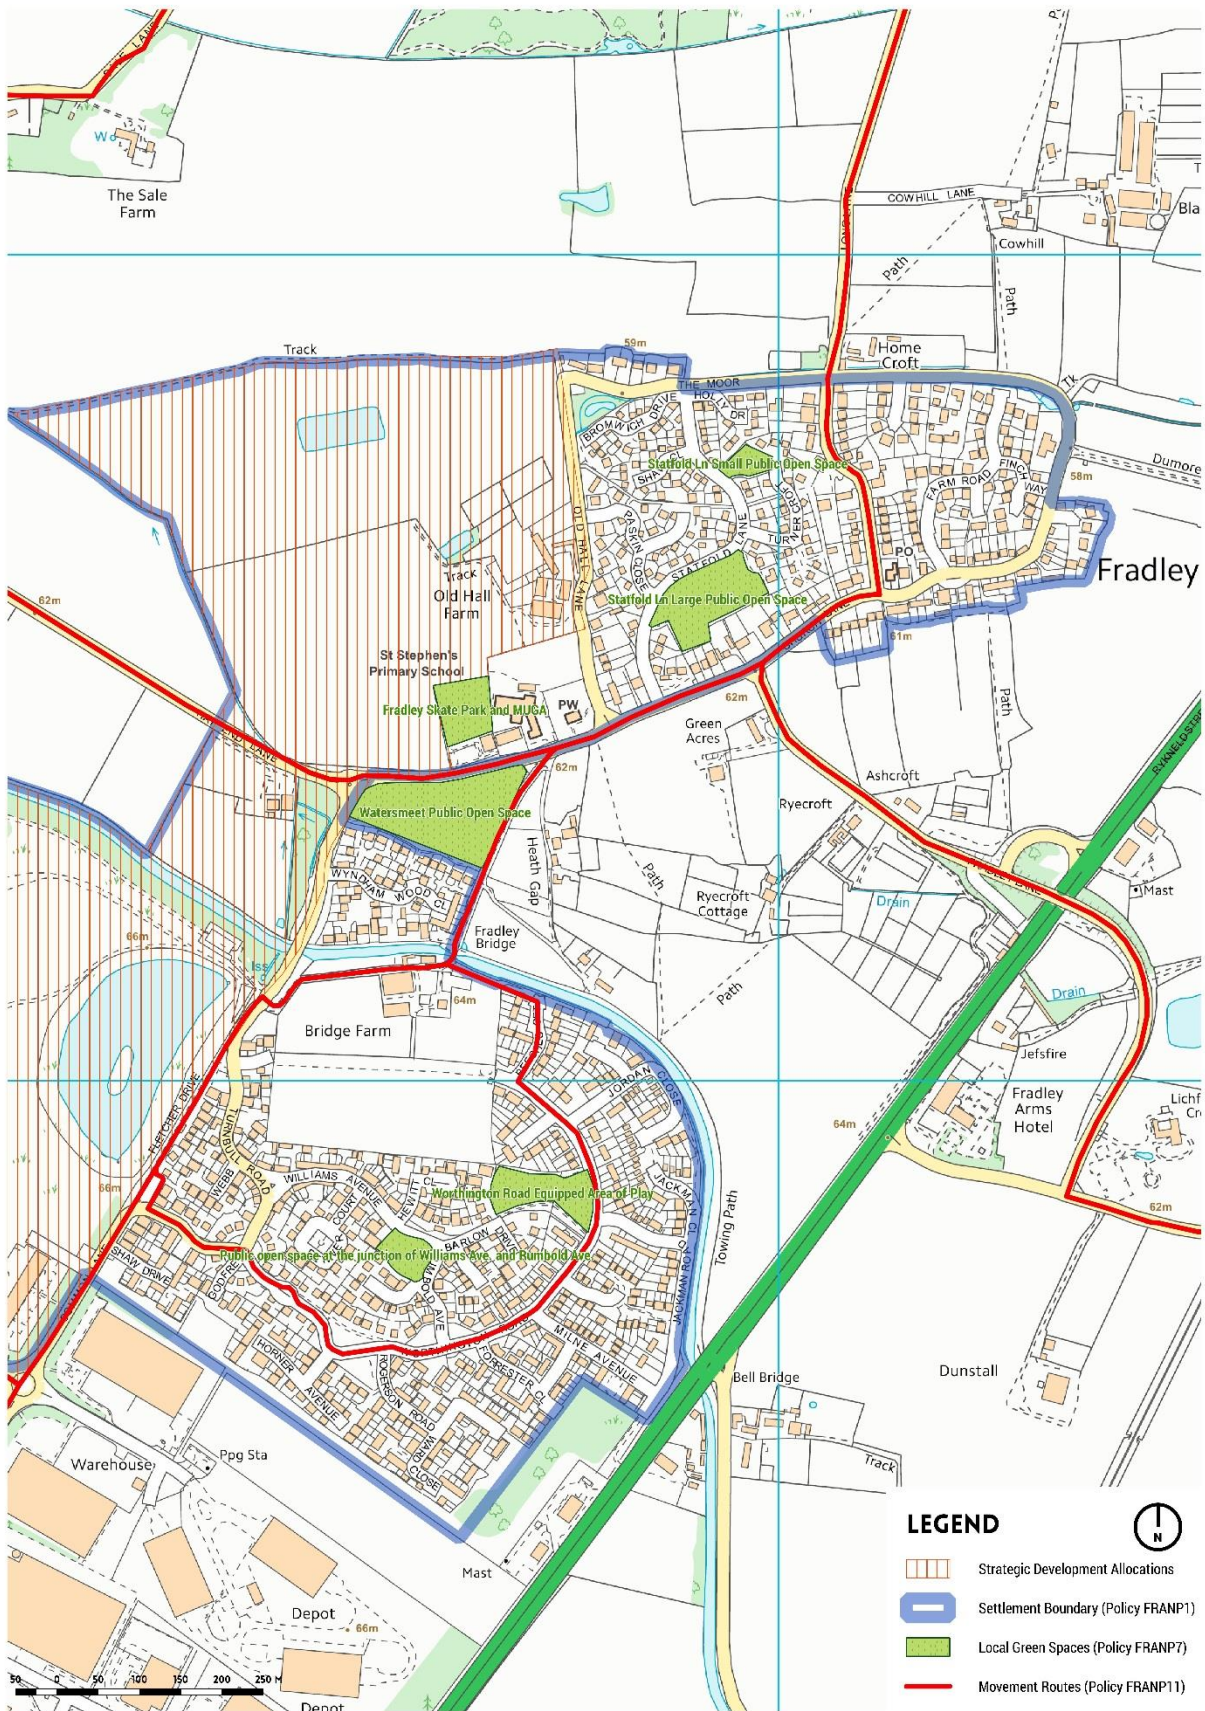 The Sale
Farm
COWHILL LANE
Bla
Cowhill
Path
Path
Track
59m
Home
Croft
THE MOOR
Tk
BROMWICH DRIVE
HOLLY DR
Statfold Ln Small Public Open Space
FARM ROAD
FINCH
WAY
Dumore
58m
OLD HALL LANE
PASKIN CLOSE
STATFOLD LANE
PO
Fradley
Track
Old Hall
Farm
Statfold Ln Large Public Open Space
62m
61m
St Stephen's
Primary School
Fradley Skate Park and MUGA
PW
62m
Path
Green
Acres
RYKNELD STRE
62m
Ashcroft
Ryecroft
Watersmeet Public Open Space
WYNDHAM WOOD
CL
Heath Gap
Path
Ryecroft
Cottage
Drain
Mast
66m
Fradley
Bridge
Iss
64m
Path
Drain
Bridge Farm
Jefsfire
JORDAN
CLOSE
Fradley
Arms
Hotel
Lichf
64m
FLETCHER DRIVE
TURNBULL ROAD
WEBB
WILLIAMS AVENUE
HEWITT CL
Worthington Road Equipped Area of Play
JACKMAN CL
66m
BARLOW
DRIVE
Towing Path
62m
Public open space at the junction of Williams Ave. and Rumbold Ave
SHAW DRIVE
JACKMAN ROAD
MILNE AVENUE
HORNER
AVENUE
FORRESTER CL
ROGERSON ROAD
WARD
CLOSE
Bell Bridge
Dunstall
Warehouse
Ppg Sta
Track
Mast
Depot
66m
Depot
50 0 50 100 150 200 250 M
LEGEND
N
Strategic Development Allocations
Settlement Boundary (Policy FRANP1)
Local Green Spaces (Policy FRANP7)
Movement Routes (Policy FRANP11)